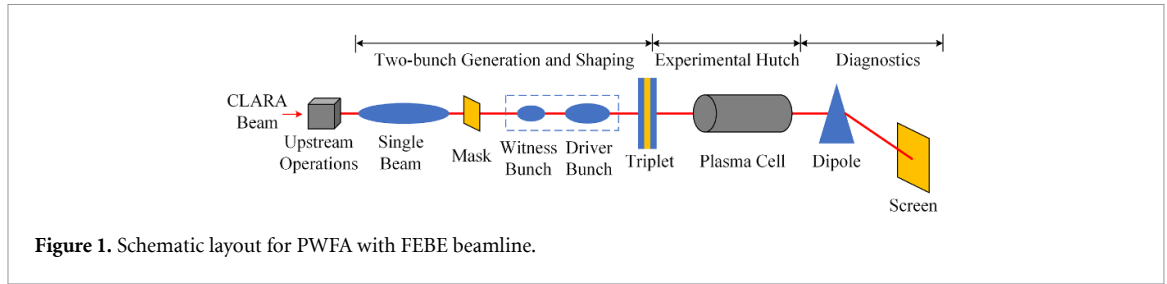 Two-bunch Generation and Shaping Experimental Hutch Diagnostics
CLARA
Beam
Upstream
Operations
Single
Beam
Mask
Witness
Bunch
Driver
Bunch
Triplet
Plasma Cell
Dipole
Screen
Figure 1. Schematic layout for PWFA with FEBE beamline.